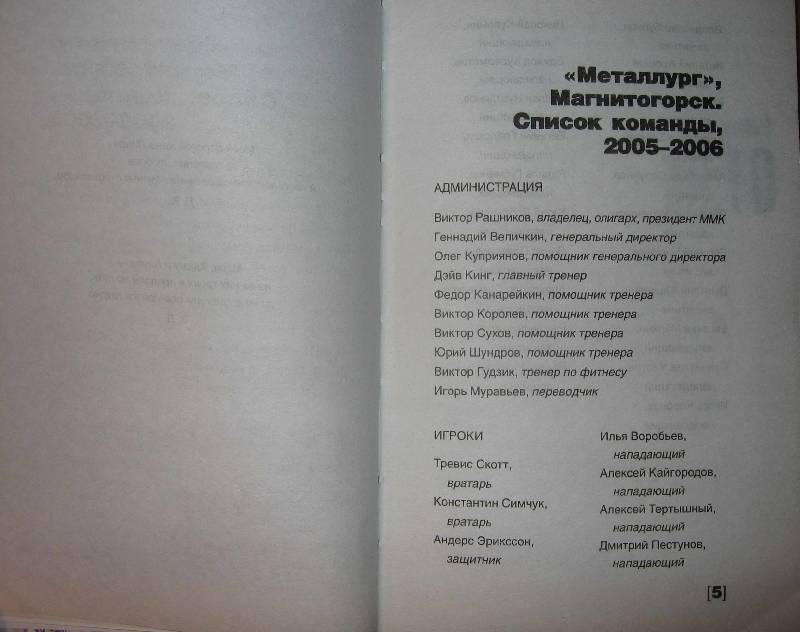 «Металлург»,
Магнитогорск.
Список команды,
2005–2006
АДМИНИСТРАЦИЯ
Виктор Рашников, владелец, олигарх, президент ММК
Геннадий Величкин, генеральный директор
Олег Куприянов, помощник генерального директора
Дэйв Кинг, главный тренер
Федор Канарейкин, помощник тренера
Виктор Королев, помощник тренера
Виктор Сухов, помощник тренера
Юрий Шундров, помощник тренера
Виктор Гудзик, тренер по фитнесу
Игорь Муравьев, переводчик
ИГРОКИ
Тревис Скотт,
вратарь
Константин Симчук,
вратарь
Андерс Эрикссон,
защитник
Илья Воробьев,
нападающий
Алексей Кайгородов,
нападающий
Алексей Тертышный,
нападающий
Дмитрий Пестунов,
нападающий
[5]